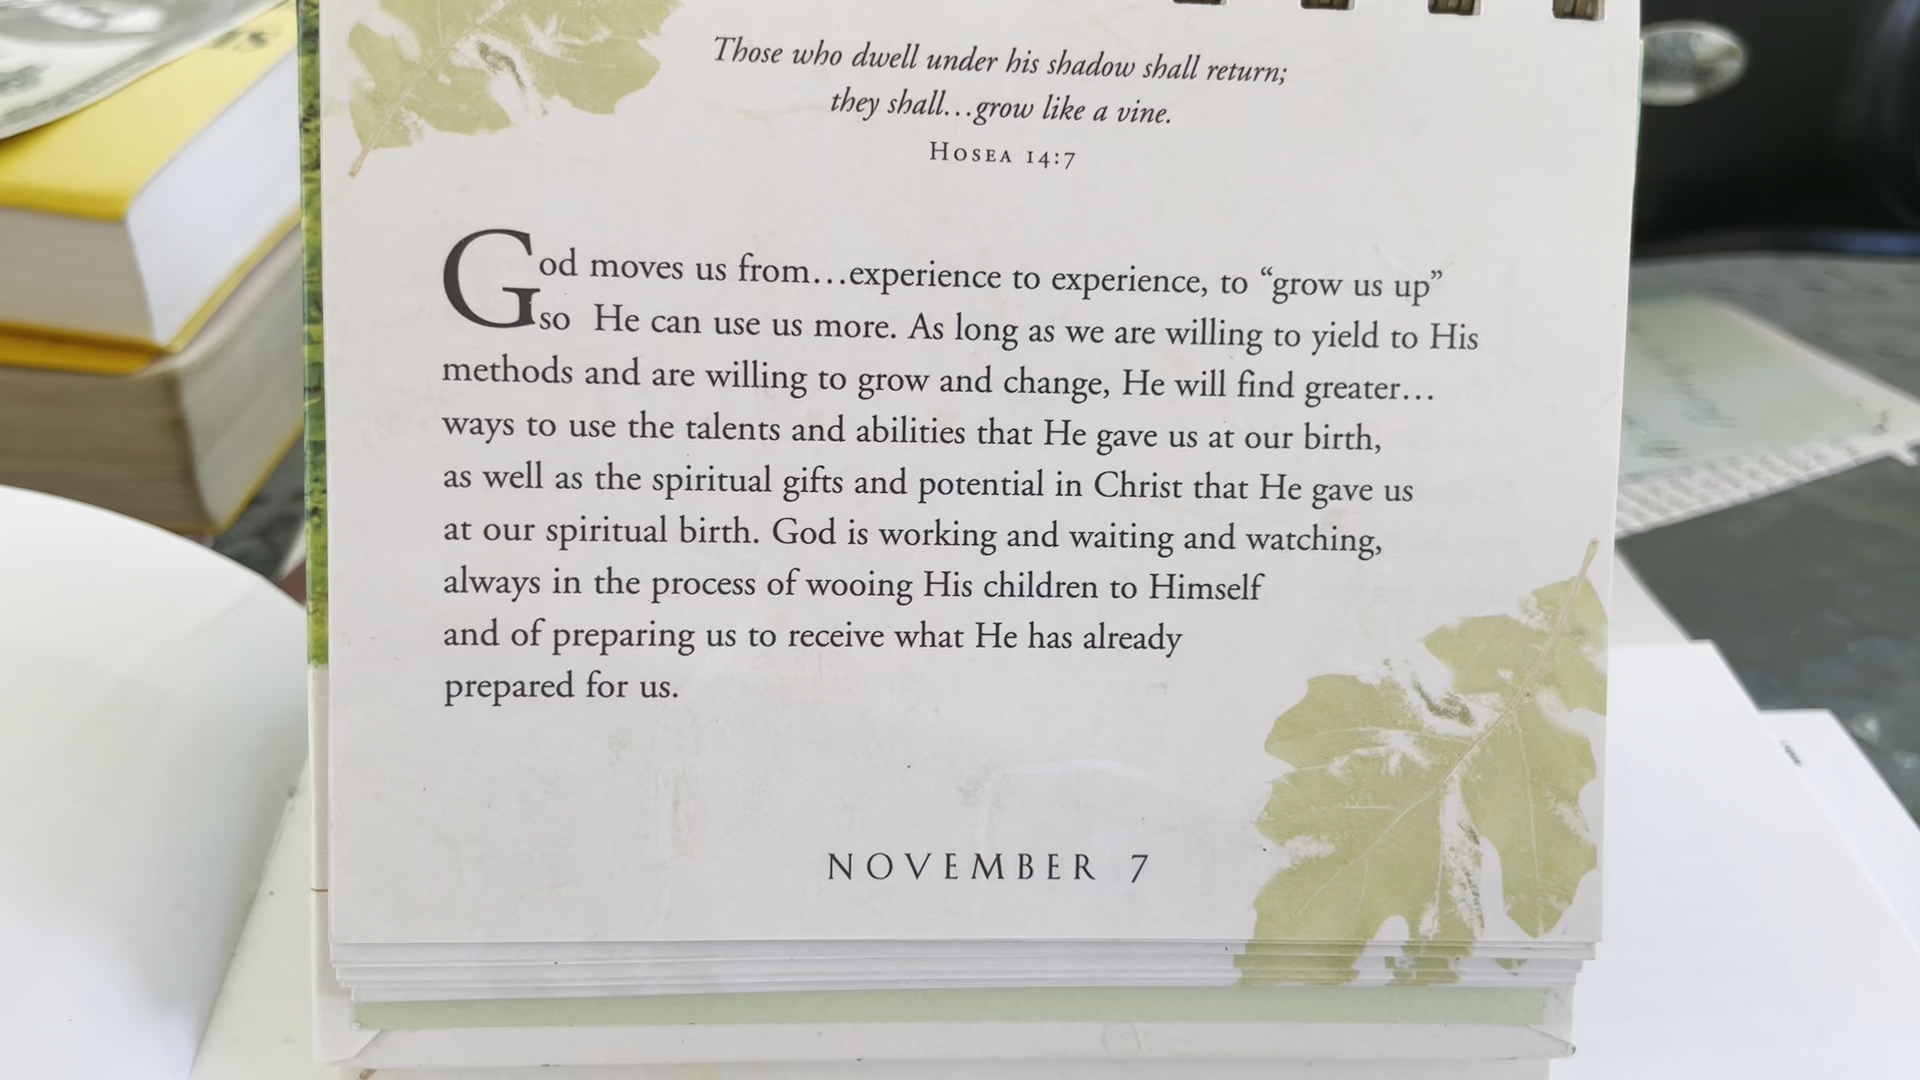 Those who dwell under his shadow shall return;
they shall...grow like a vine.
Hosea 14:7
God moves us from...experience to experience, to “grow us up”
so He can use us more. As long as we are willing to yield to His
methods and are willing to grow and change, He will find greater...
ways to use the talents and abilities that He gave us at our birth,
as well as the spiritual gifts and potential in Christ that He gave us
at our spiritual birth. God is working and waiting and watching,
always in the process of wooing His children to Himself
and of preparing us to receive what He has already
prepared for us.
NOVEMBER 7